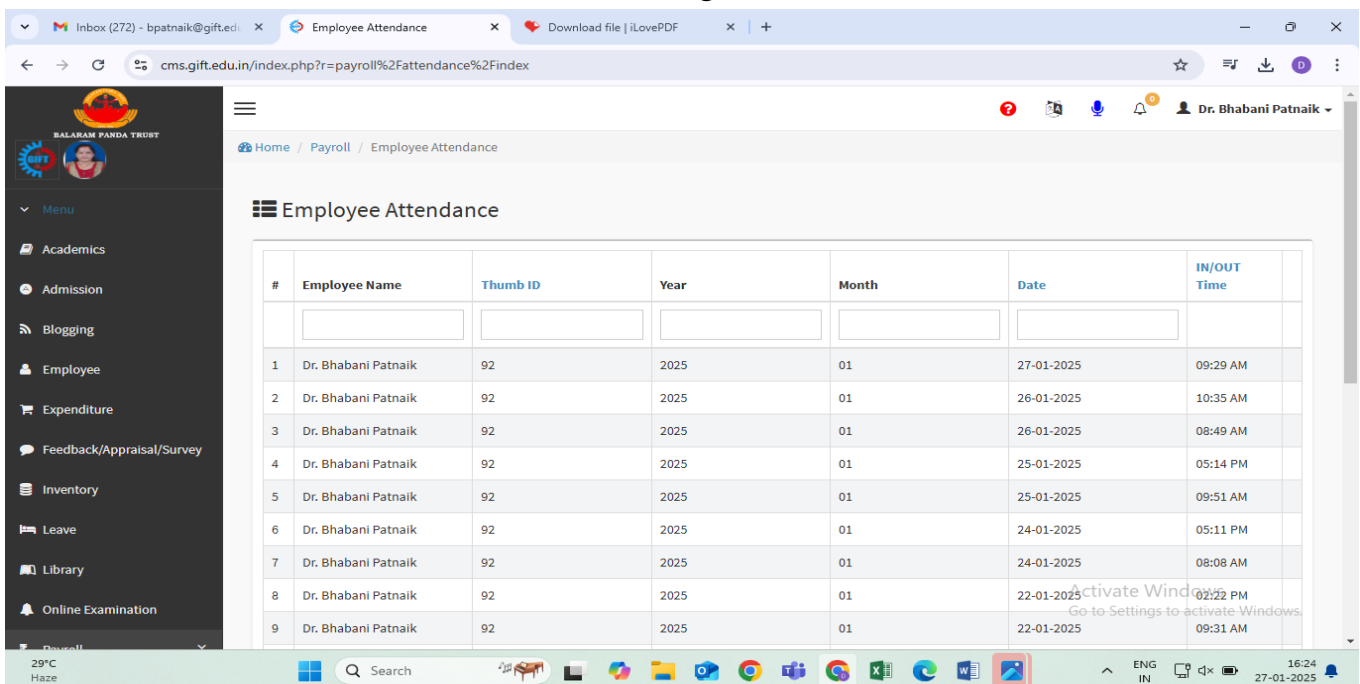 Inbox (272) - bpatnaik@gift.edu Employee Attendance Download file | iLovePDF
cms.gift.edu.in/index.php?r=payroll%2Fattendance%2Findex D
BALARAM PANDA TRUST
GIFT
0
Dr. Bhabani Patnaik
Home / Payroll / Employee Attendance
Menu
Academics
Admission
Blogging
Employee
Expenditure
Feedback/Appraisal/Survey
Inventory
Leave
Library
Online Examination
Payroll
Employee Attendance
# Employee Name Thumb ID Year Month Date IN/OUT Time
1 Dr. Bhabani Patnaik 92 2025 01 27-01-2025 09:29 AM
2 Dr. Bhabani Patnaik 92 2025 01 26-01-2025 10:35 AM
3 Dr. Bhabani Patnaik 92 2025 01 26-01-2025 08:49 AM
4 Dr. Bhabani Patnaik 92 2025 01 25-01-2025 05:14 PM
5 Dr. Bhabani Patnaik 92 2025 01 25-01-2025 09:51 AM
6 Dr. Bhabani Patnaik 92 2025 01 24-01-2025 05:11 PM
7 Dr. Bhabani Patnaik 92 2025 01 24-01-2025 08:08 AM
8 Dr. Bhabani Patnaik 92 2025 01 22-01-2025 02:22 PM
9 Dr. Bhabani Patnaik 92 2025 01 22-01-2025 09:31 AM
Activate Windows
Go to Settings to activate Windows.
29°C
Haze
Search
ENG
IN
16:24
27-01-2025